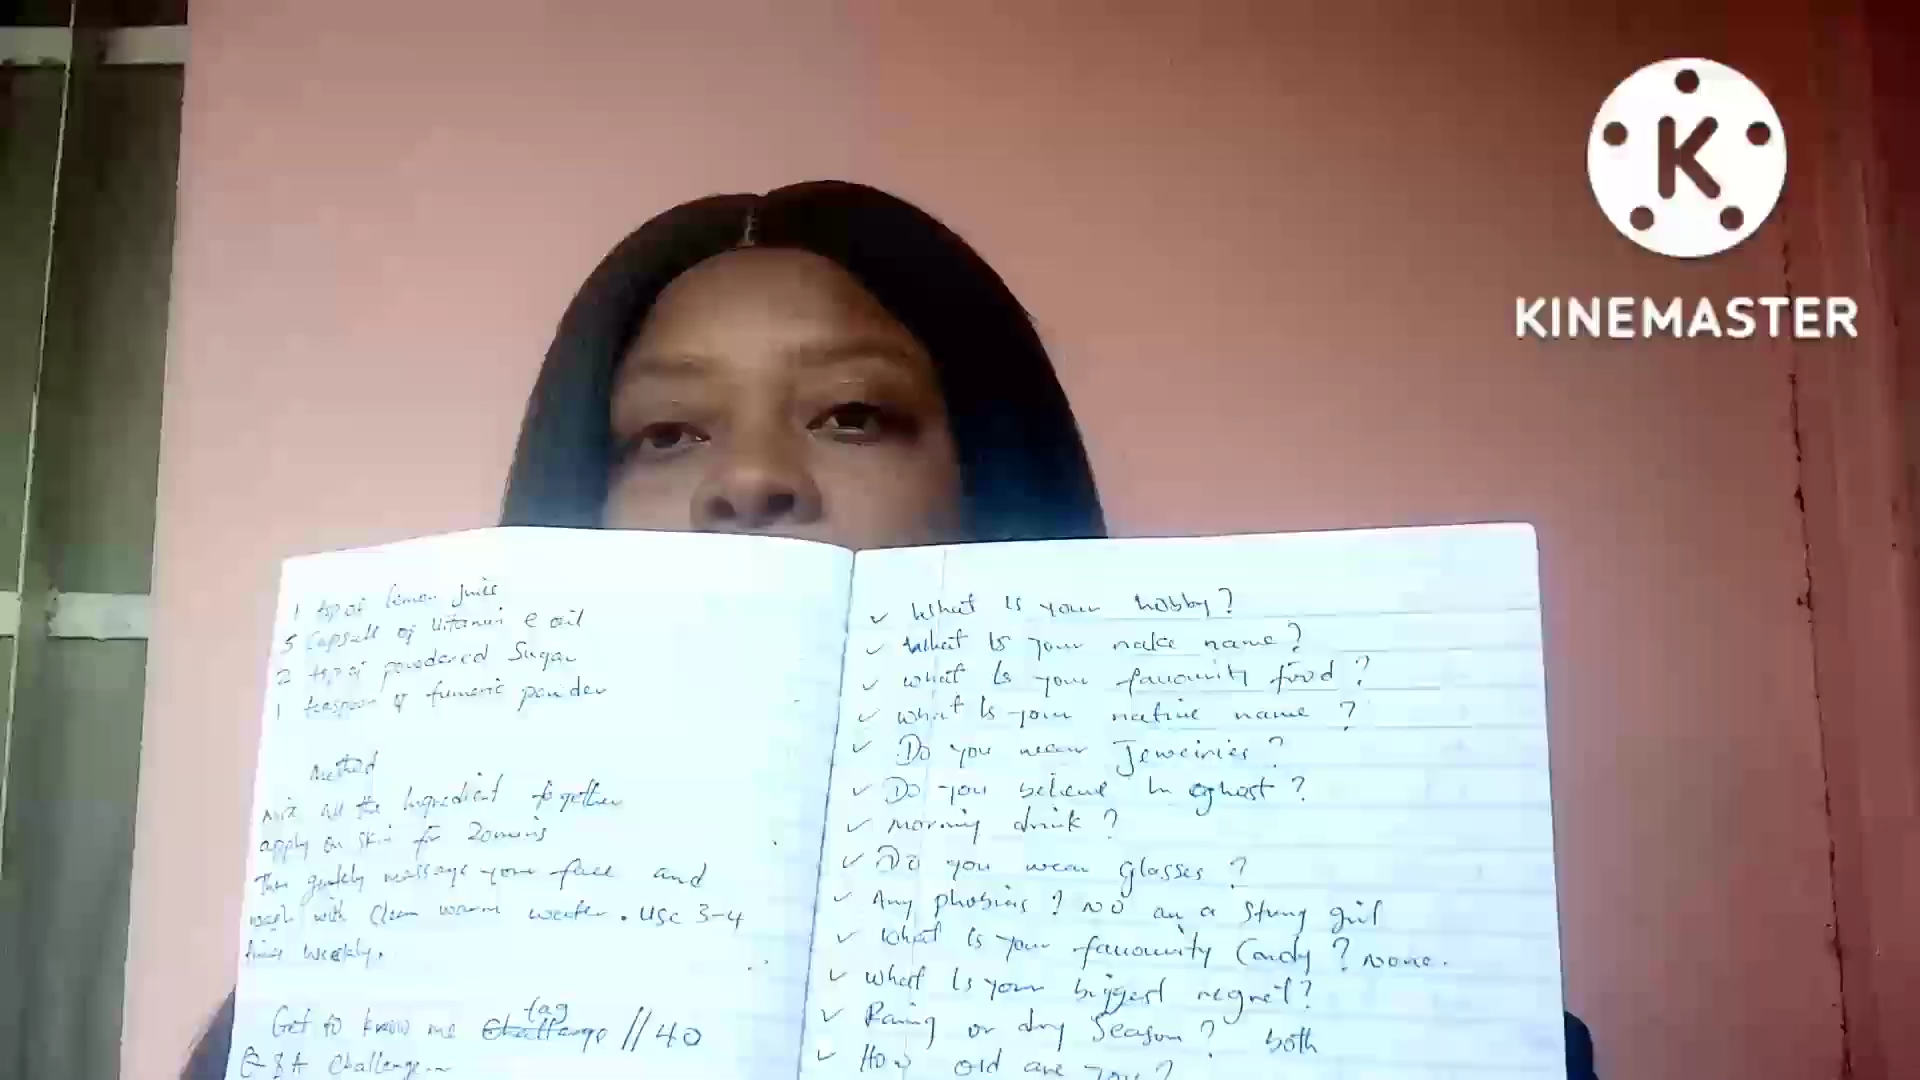 KINEMASTER
1 tsp of lemon juice
5 Capsule of Vitamin e oil
2 tsp of powdered Sugar
1 teaspoon of tumeric powder
Method
mix all the Ingredient together
apply on skin for 20mins
Then gently massage your face and
wash with clean warm water. Use 3-4
times weekly.
Get to know me Challenge tag // 40
Q & A Challenge
✓ What is your hobby?
✓ What is your nake name?
✓ what is your favourity food?
✓ what is your native name?
✓ Do you wear Jewelries?
✓ Do you believe in ghost?
✓ Morning drink?
✓ Do you wear glasses?
✓ Any phobias? NO am a Strong girl
✓ What is your favourity Candy? None.
✓ What is your biggest regret?
✓ Raing or dry Season? both
✓ How old are you?